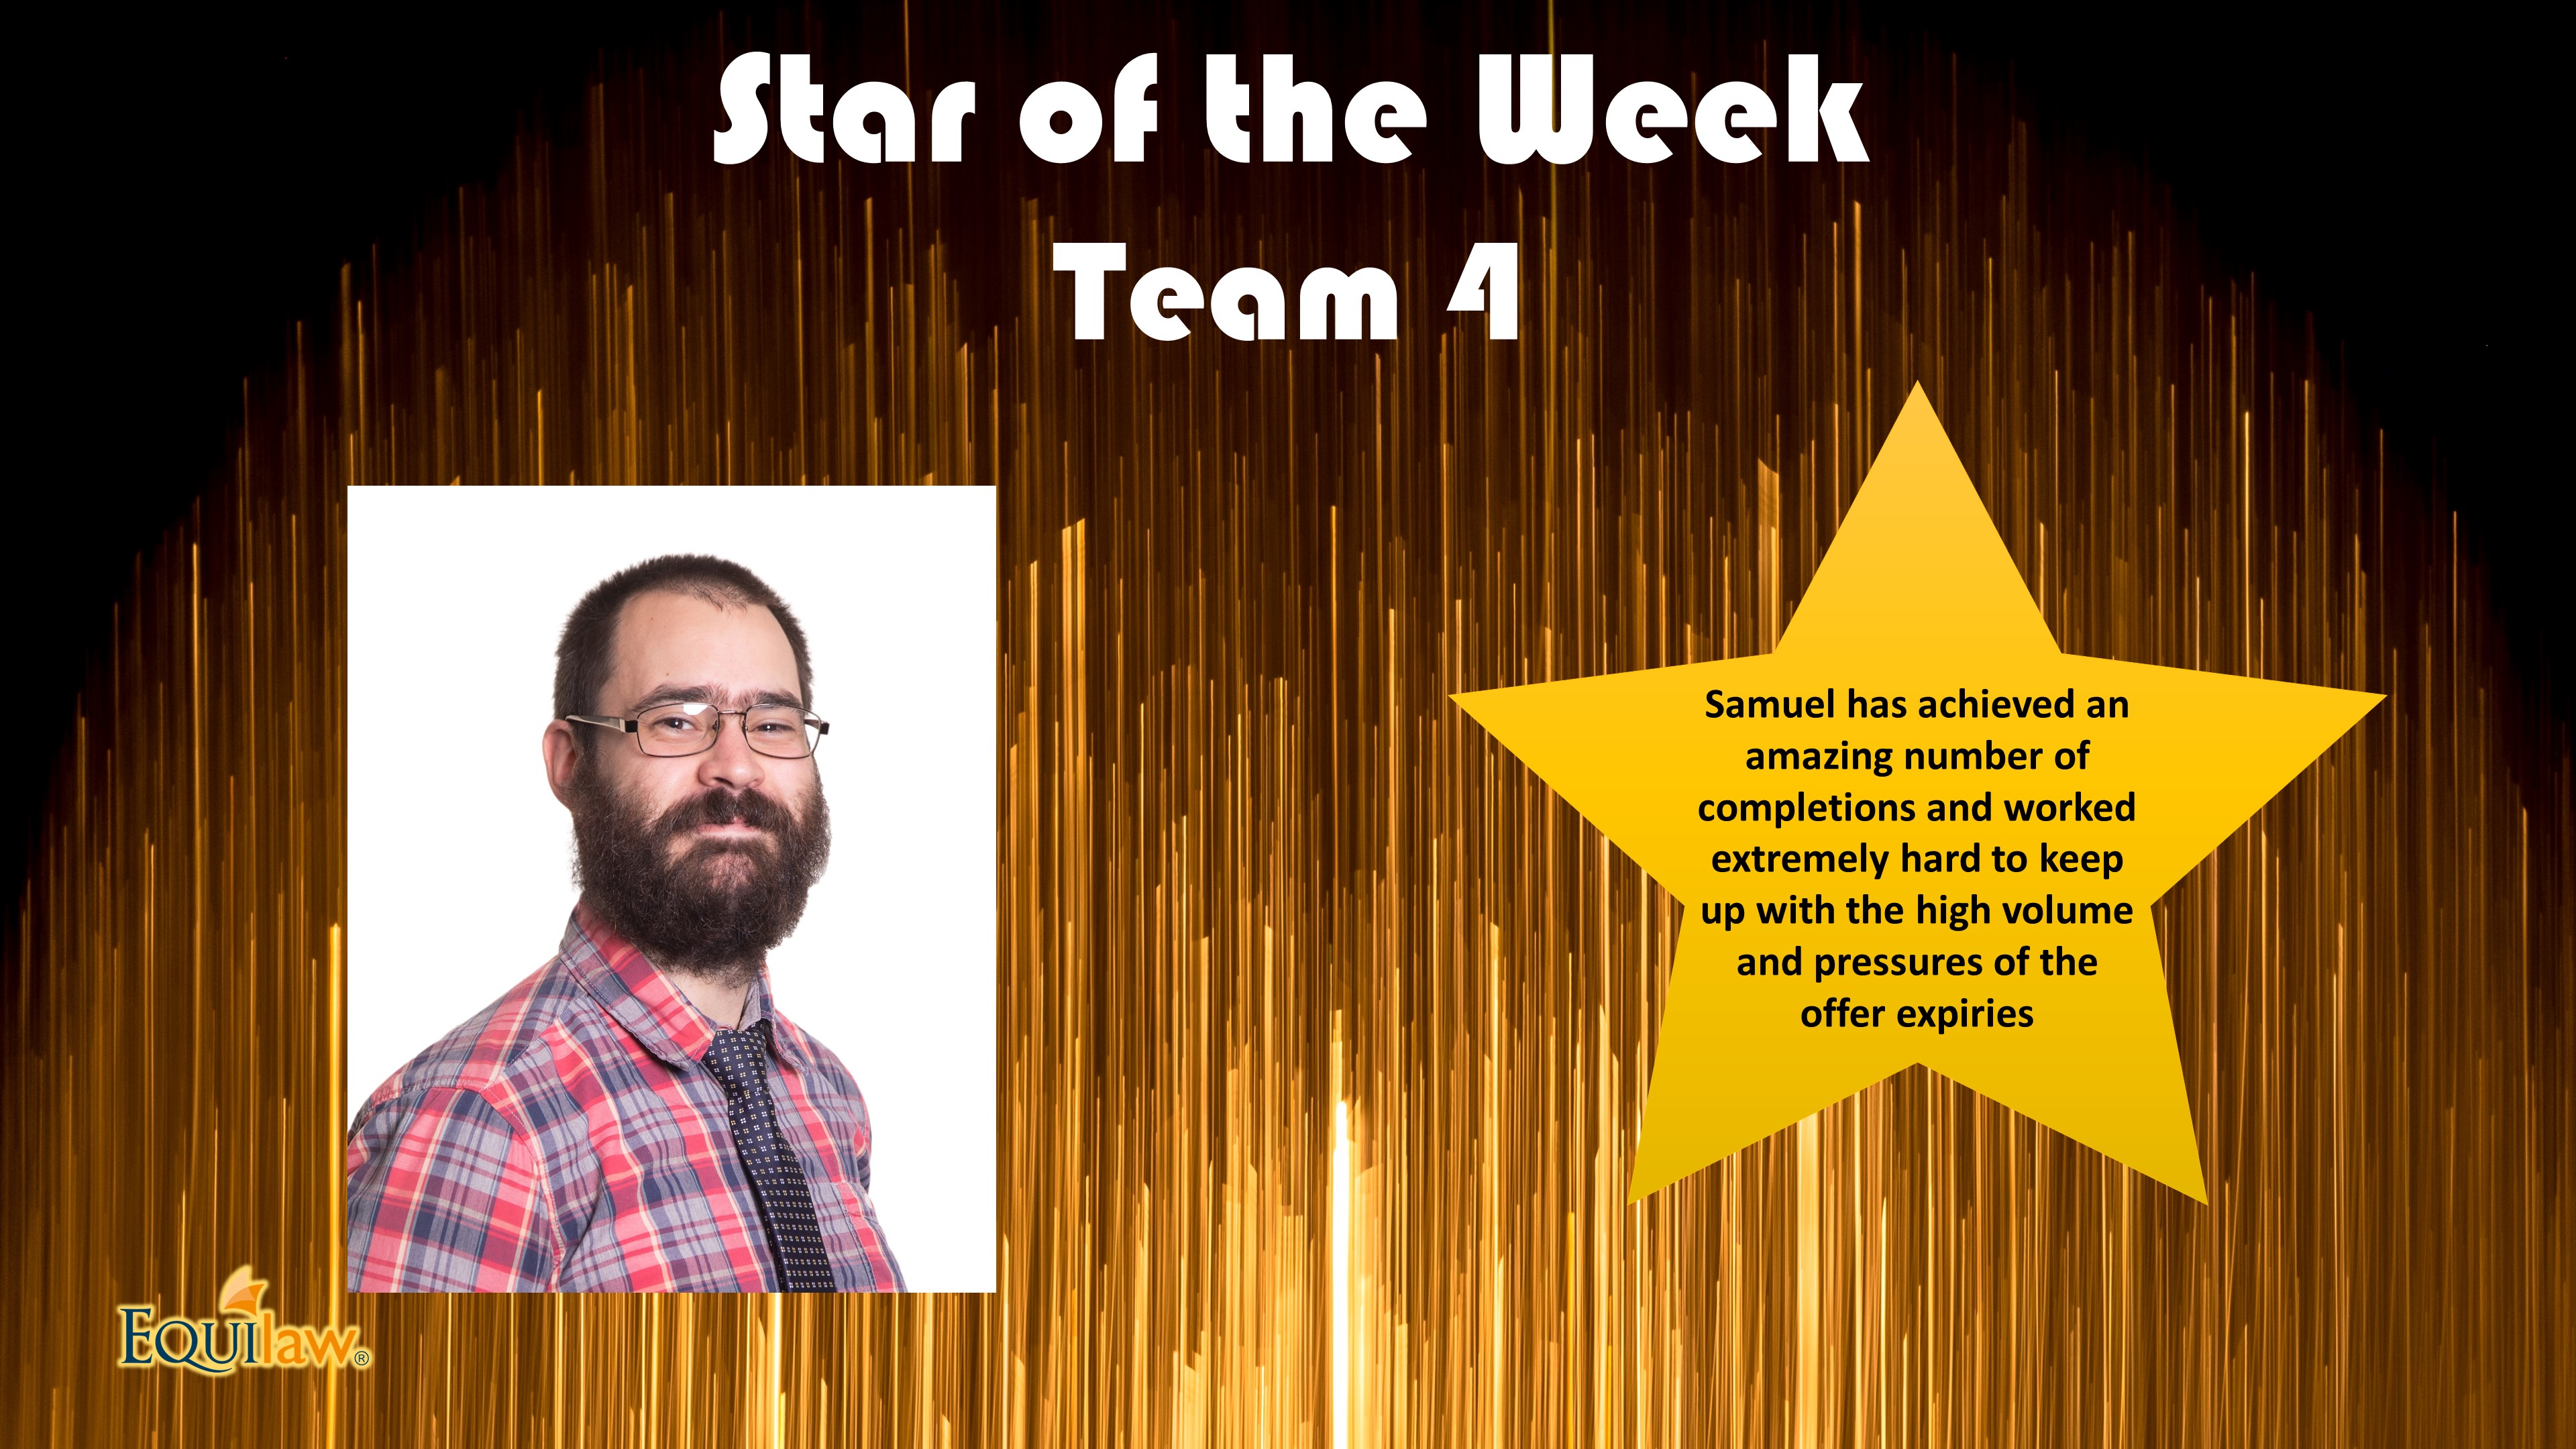 Star of the Week
Team 4
Samuel has achieved an
amazing number of
completions and worked
extremely hard to keep
up with the high volume
and pressures of the
offer expiries
EQUIlaw®